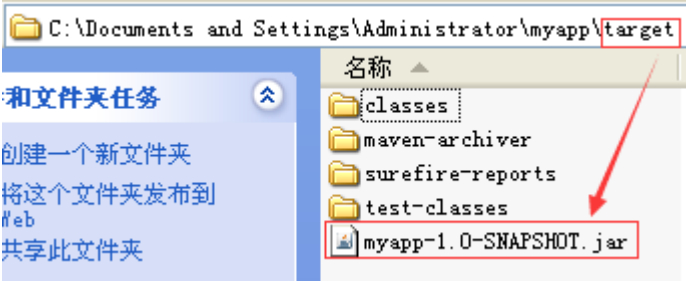 C:\Documents and Settings\Administrator\myapp\target
名称
和文件夹任务
创建一个新文件夹
将这个文件夹发布到
Web
共享此文件夹
classes
maven-archiver
surefire-reports
test-classes
myapp-1.0-SNAPSHOT.jar